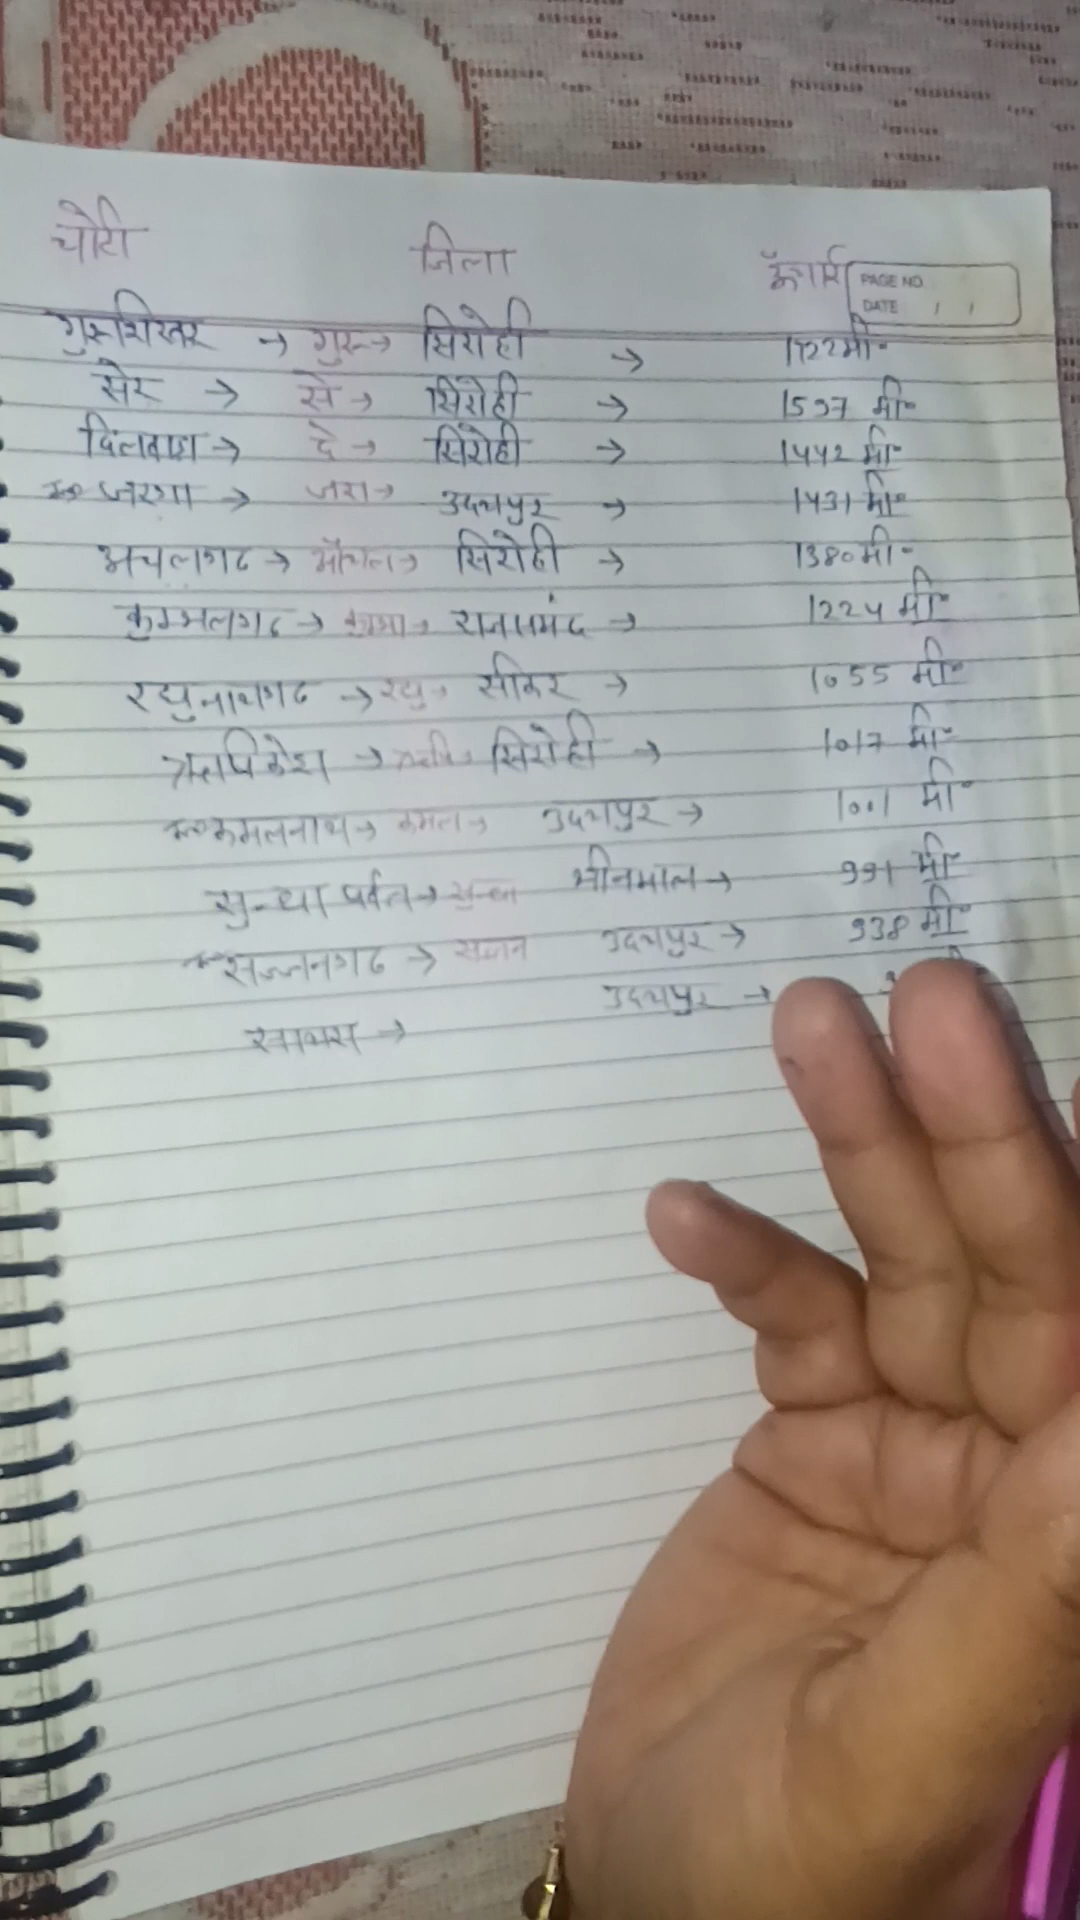 चोटी जिला ऊँचाई
PAGE NO.
DATE / /
गुरूशिखर → गुरू → सिरोही → 1722मी॰
सेर → से → सिरोही → 1597 मी॰
दिलवाड़ा → दे → सिरोही → 1442 मी॰
जरगा → जरा → उदयपुर → 1431 मी॰
अचलगढ → आँचल → सिरोही → 1380मी॰
कुम्भलगढ → → राजसमंद → 1224 मी॰
रघुनाथगढ → रघु → सीकर → 1055 मी॰
ऋषिकेश → ऋषि → सिरोही → 1017 मी॰
कमलनाथ → कमल → उदयपुर → 1001 मी॰
सुन्धा पर्वत → सुन्धा भीनमाल → 991 मी॰
सज्जनगढ → सज्जन उदयपुर → 938 मी॰
→ उदयपुर →